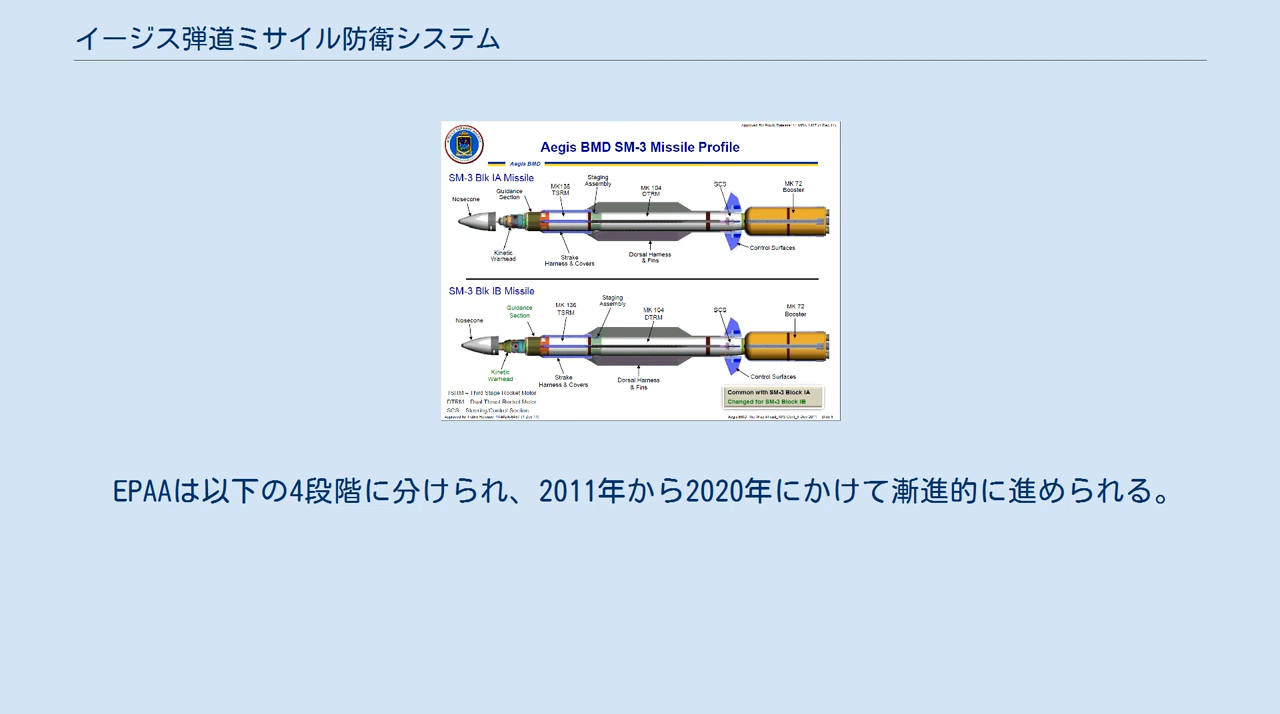 イージス弾道ミサイル防衛システム
Aegis BMD SM-3 Missile Profile
Aegis BMD
SM-3 Blk IA Missile
Nosecone
Guidance
Section
MK136
TSRM
Staging
Assembly
MK 104
DTRM
SCS
MK 72
Booster
Kinetic
Warhead
Strake
Harness & Covers
Dorsal Harness
& Fins
Control Surfaces
SM-3 Blk IB Missile
Nosecone
Guidance
Section
MK 136
TSRM
Staging
Assembly
MK 104
DTRM
SCS
MK 72
Booster
Kinetic
Warhead
Strake
Harness & Covers
Dorsal Harness
& Fins
Control Surfaces
TSRM – Third Stage Rocket Motor
DTRM – Dual Thrust Rocket Motor
SCS – Steering/Control Section
Common with SM-3 Block IA
Changed for SM-3 Block IB
EPAAは以下の4段階に分けられ、2011年から2020年にかけて漸進的に進められる。